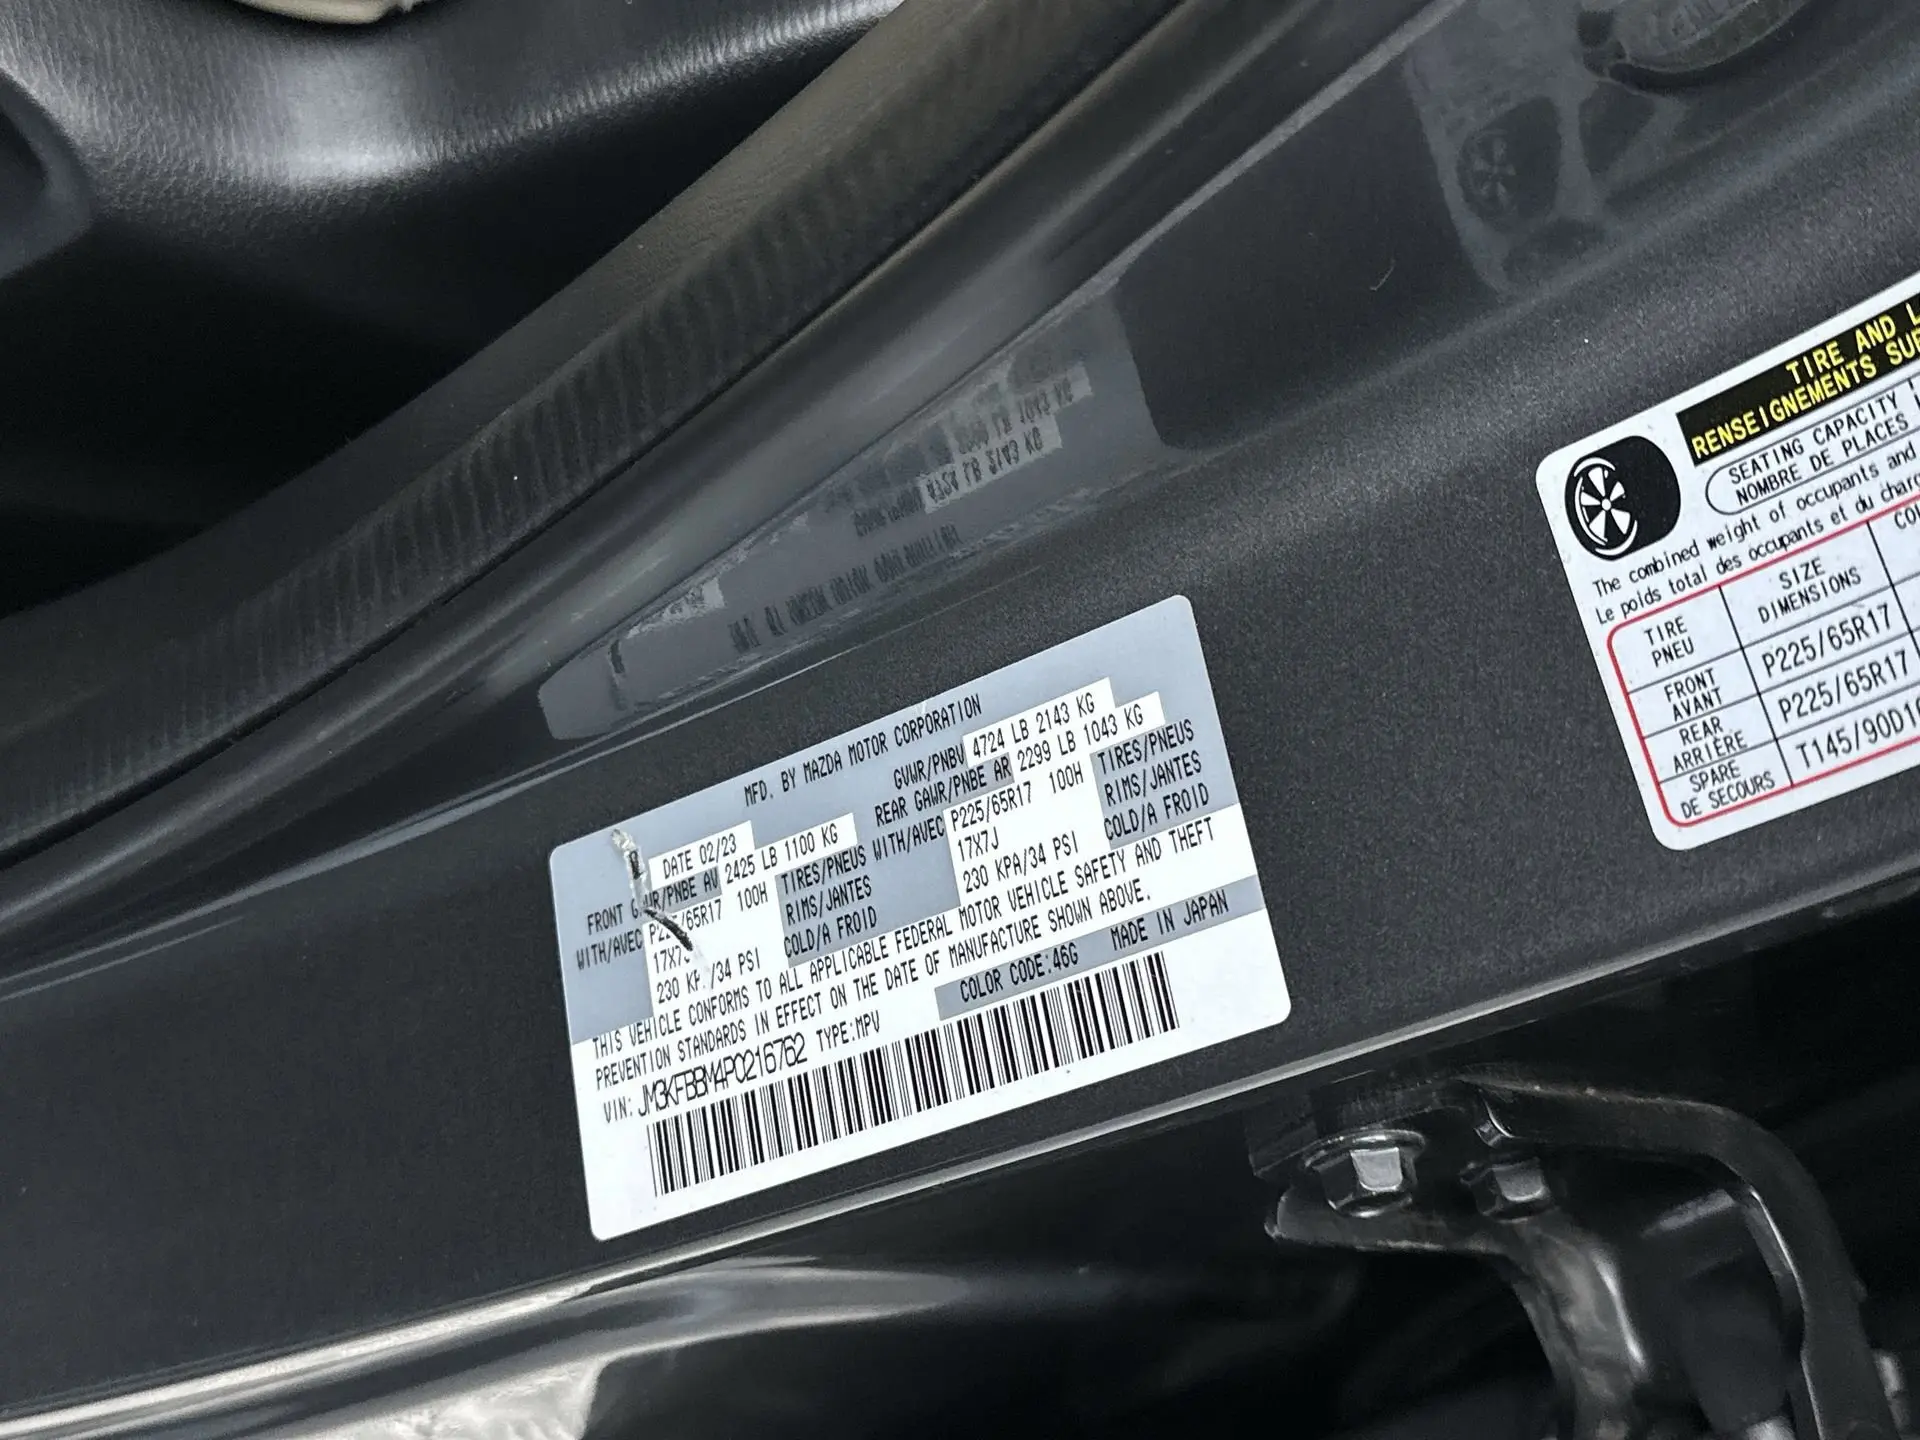 MFD. BY MAZDA MOTOR CORPORATION
DATE 02/23
GVWR/PNBV 4724 LB 2143 KG
FRONT GAWR/PNBE AV 2425 LB 1100 KG
REAR GAWR/PNBE AR 2299 LB 1043 KG
WITH/AVEC P225/65R17 100H TIRES/PNEUS
WITH/AVEC P225/65R17 100H TIRES/PNEUS
17X7J RIMS/JANTES
17X7J RIMS/JANTES
230 KPA/34 PSI COLD/A FROID
230 KPA/34 PSI COLD/A FROID
THIS VEHICLE CONFORMS TO ALL APPLICABLE FEDERAL MOTOR VEHICLE SAFETY AND THEFT
PREVENTION STANDARDS IN EFFECT ON THE DATE OF MANUFACTURE SHOWN ABOVE.
VIN: JM3KFBBM4P0216762 TYPE:MPV
COLOR CODE:46G MADE IN JAPAN
TIRE AND
RENSEIGNEMENTS
SEATING CAPACITY
NOMBRE DE PLACES
The combined weight of occupants and
Le poids total des occupants et du
TIRE
PNEU
SIZE
DIMENSIONS
FRONT
AVANT
P225/65R17
REAR
ARRIÈRE
P225/65R17
SPARE
DE SECOURS